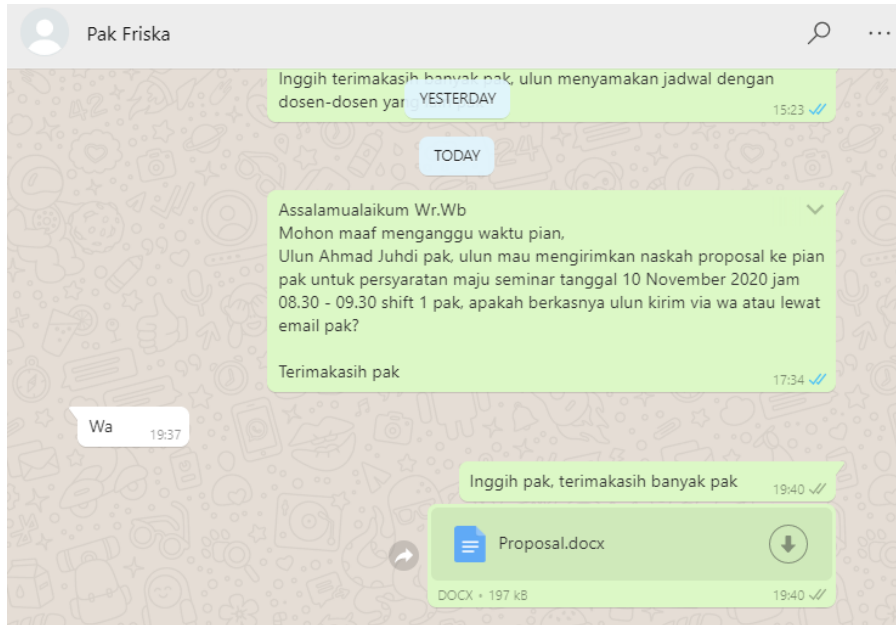 Pak Friska
Inggih terimakasih banyak pak, ulun menyamakan jadwal dengan
dosen-dosen yang
YESTERDAY
15:23
TODAY
Assalamualaikum Wr.Wb
Mohon maaf menganggu waktu pian,
Ulun Ahmad Juhdi pak, ulun mau mengirimkan naskah proposal ke pian
pak untuk persyaratan maju seminar tanggal 10 November 2020 jam
08.30 - 09.30 shift 1 pak, apakah berkasnya ulun kirim via wa atau lewat
email pak?
Terimakasih pak
17:34
Wa
19:37
Inggih pak, terimakasih banyak pak
19:40
Proposal.docx
DOCX • 197 kB
19:40